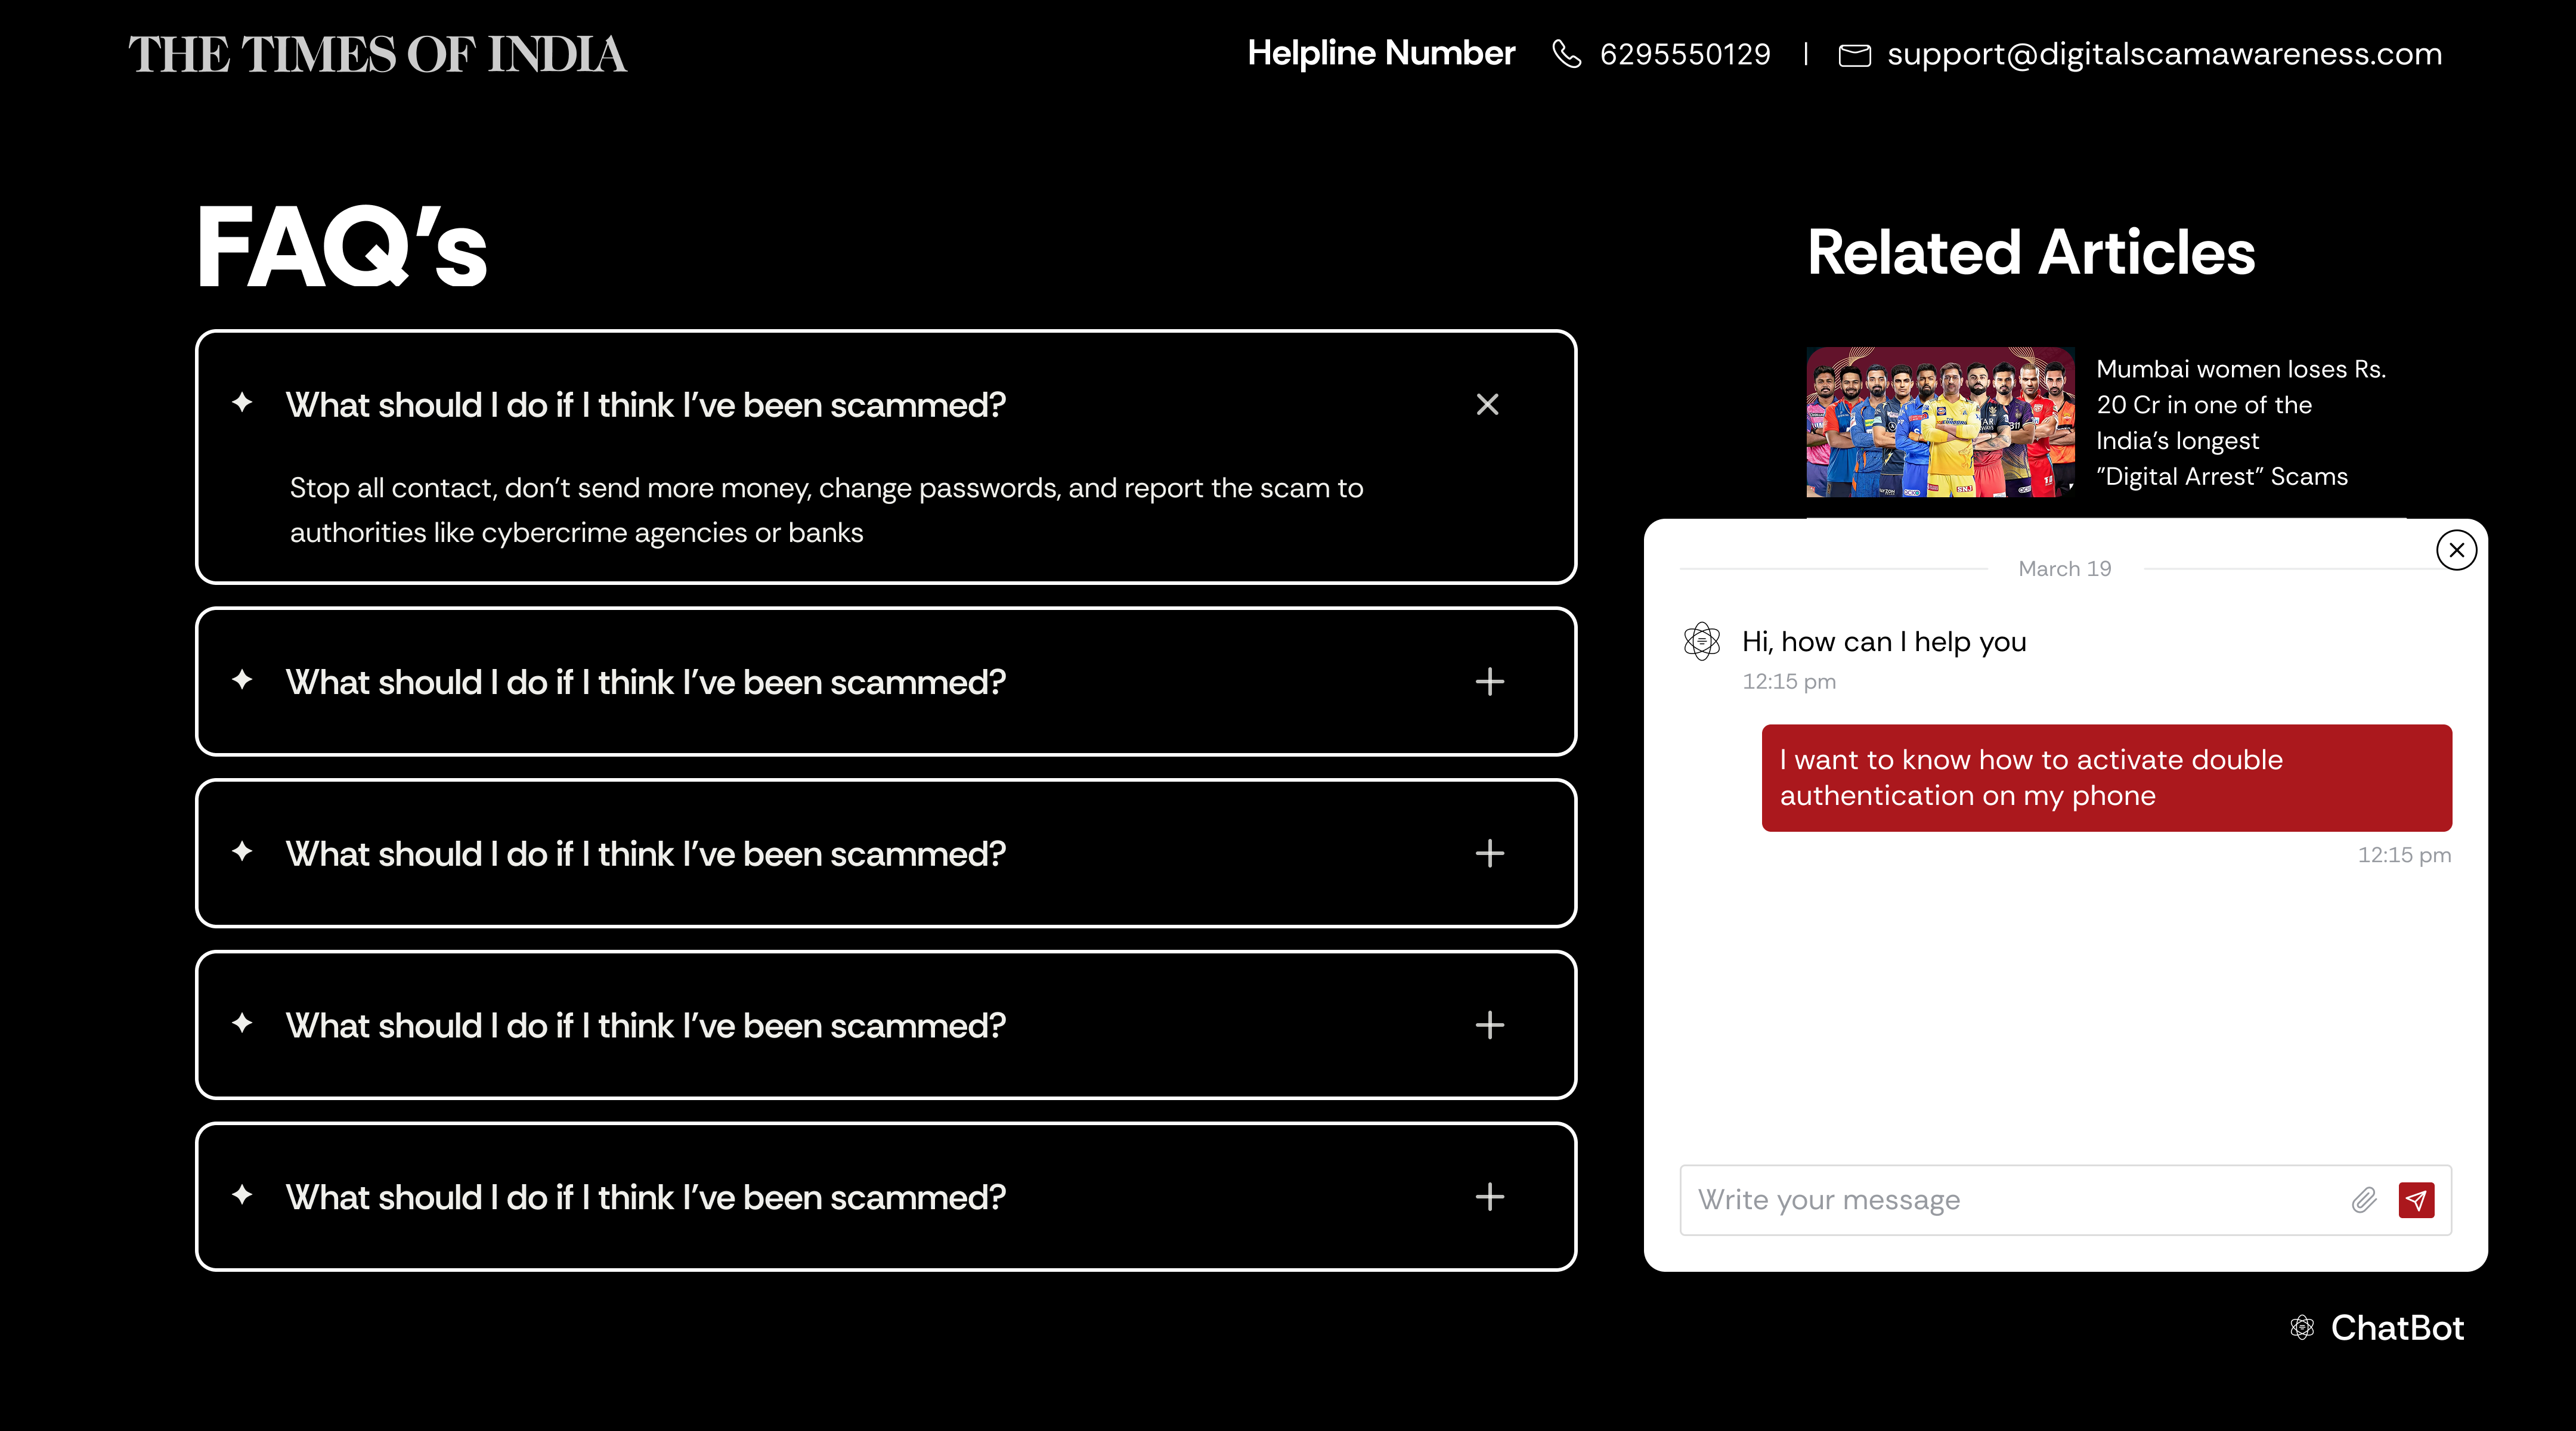 THE TIMES OF INDIA
Helpline Number 6295550129 | support@digitalscamawareness.com
FAQ's
What should I do if I think I've been scammed?
Stop all contact, don't send more money, change passwords, and report the scam to
authorities like cybercrime agencies or banks
What should I do if I think I've been scammed?
What should I do if I think I've been scammed?
What should I do if I think I've been scammed?
What should I do if I think I've been scammed?
Related Articles
Mumbai women loses Rs.
20 Cr in one of the
India's longest
"Digital Arrest" Scams
March 19
Hi, how can I help you
12:15 pm
I want to know how to activate double
authentication on my phone
12:15 pm
Write your message
ChatBot